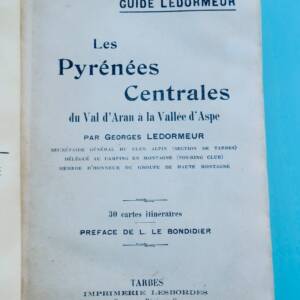 GUIDE LEDORMEUR
Les
Pyrénées
Centrales
du Val d'Aran à la Vallée d'Aspe
PAR GEORGES LEDORMEUR
SECRÉTAIRE GÉNÉRAL DU CLUB ALPIN (SECTION DE TARBES)
DÉLÉGUÉ AU CAMPING EN MONTAGNE (TOURING CLUB)
MEMBRE D'HONNEUR DU GROUPE DE HAUTE MONTAGNE
30 cartes itinéraires
PRÉFACE DE L. LE BONDIDIER
TARBES
IMPRIMERIE LESBORDES